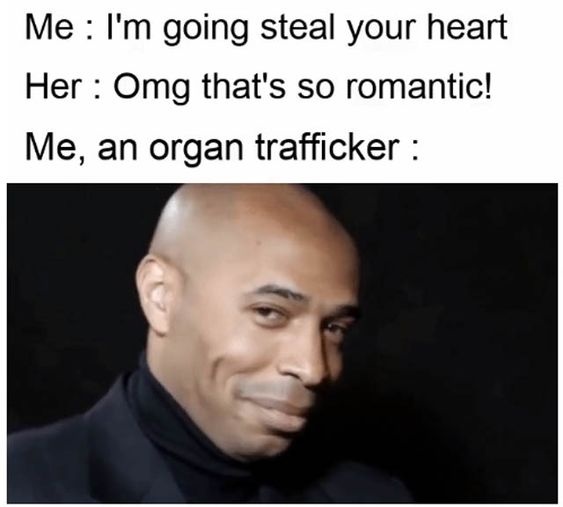 Me : I'm going steal your heart
Her : Omg that's so romantic!
Me, an organ trafficker :